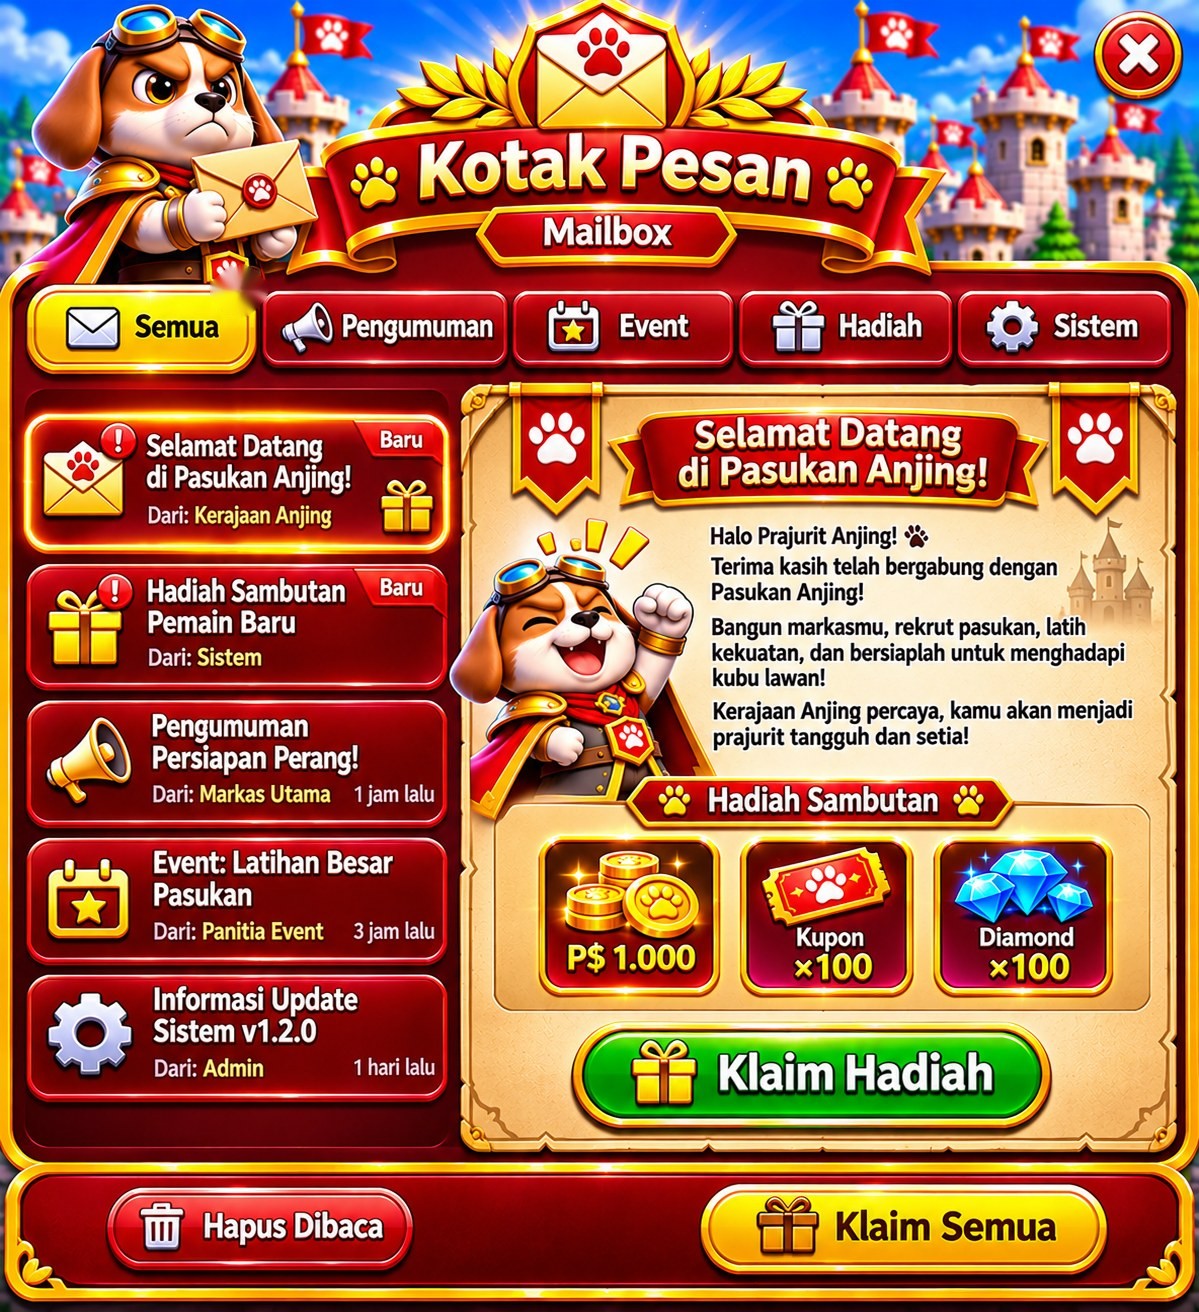 Kotak Pesan
Mailbox
Semua
Pengumuman
Event
Hadiah
Sistem
Selamat Datang
di Pasukan Anjing!
Dari: Kerajaan Anjing
Baru
Hadiah Sambutan
Pemain Baru
Dari: Sistem
Baru
Pengumuman
Persiapan Perang!
Dari: Markas Utama 1 jam lalu
Event: Latihan Besar
Pasukan
Dari: Panitia Event 3 jam lalu
Informasi Update
Sistem v1.2.0
Dari: Admin 1 hari lalu
Selamat Datang
di Pasukan Anjing!
Halo Prajurit Anjing!
Terima kasih telah bergabung dengan
Pasukan Anjing!
Bangun markasmu, rekrut pasukan, latih
kekuatan, dan bersiaplah untuk menghadapi
kubu lawan!
Kerajaan Anjing percaya, kamu akan menjadi
prajurit tangguh dan setia!
Hadiah Sambutan
P$ 1.000
Kupon
×100
Diamond
×100
Klaim Hadiah
Hapus Dibaca
Klaim Semua